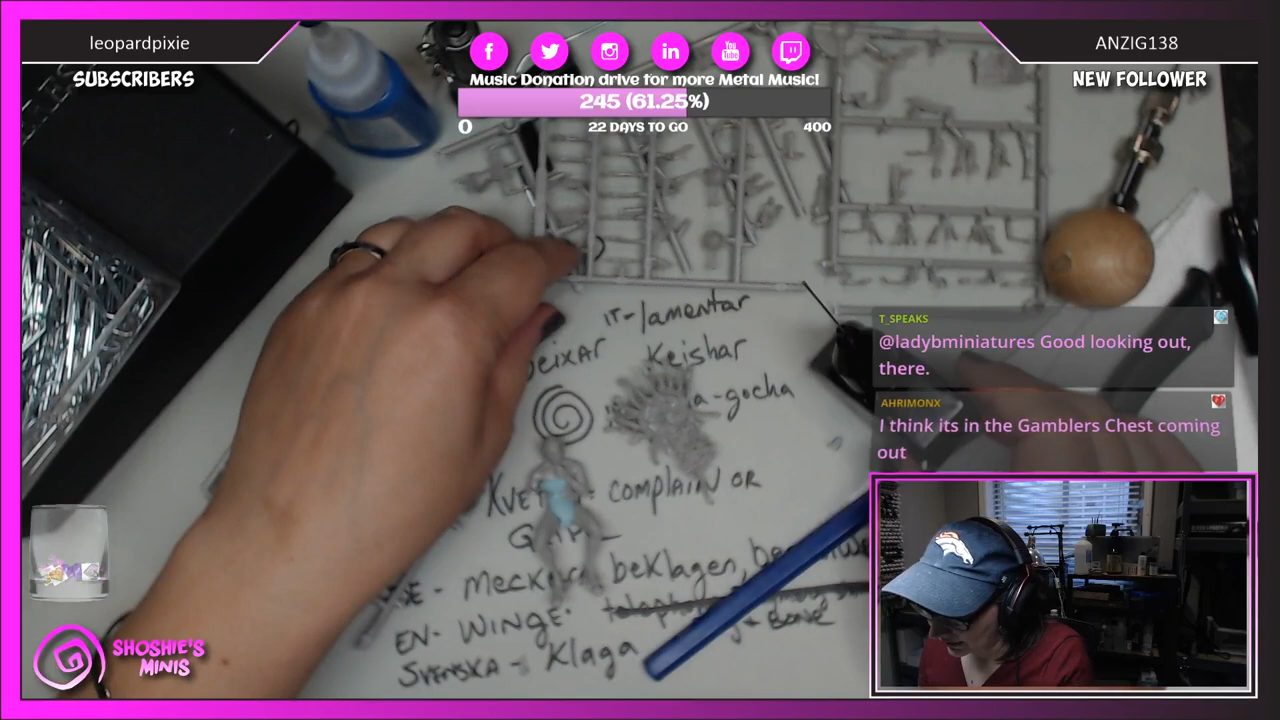 leopardpixie
SUBSCRIBERS
ANZIG138
NEW FOLLOWER
Music Donation drive for more Metal Music!
245 (61.25%)
0
22 DAYS TO GO
400
IT-lamentar
Keishar
-gocha
COMPLAIN OR
beklagen,
EN- WINGE-
SVENSKA - Klaga
T_SPEAKS
@ladybminiatures Good looking out,
there.
AHRIMONX
I think its in the Gamblers Chest coming
out
SHOSHIE'S
MINIS